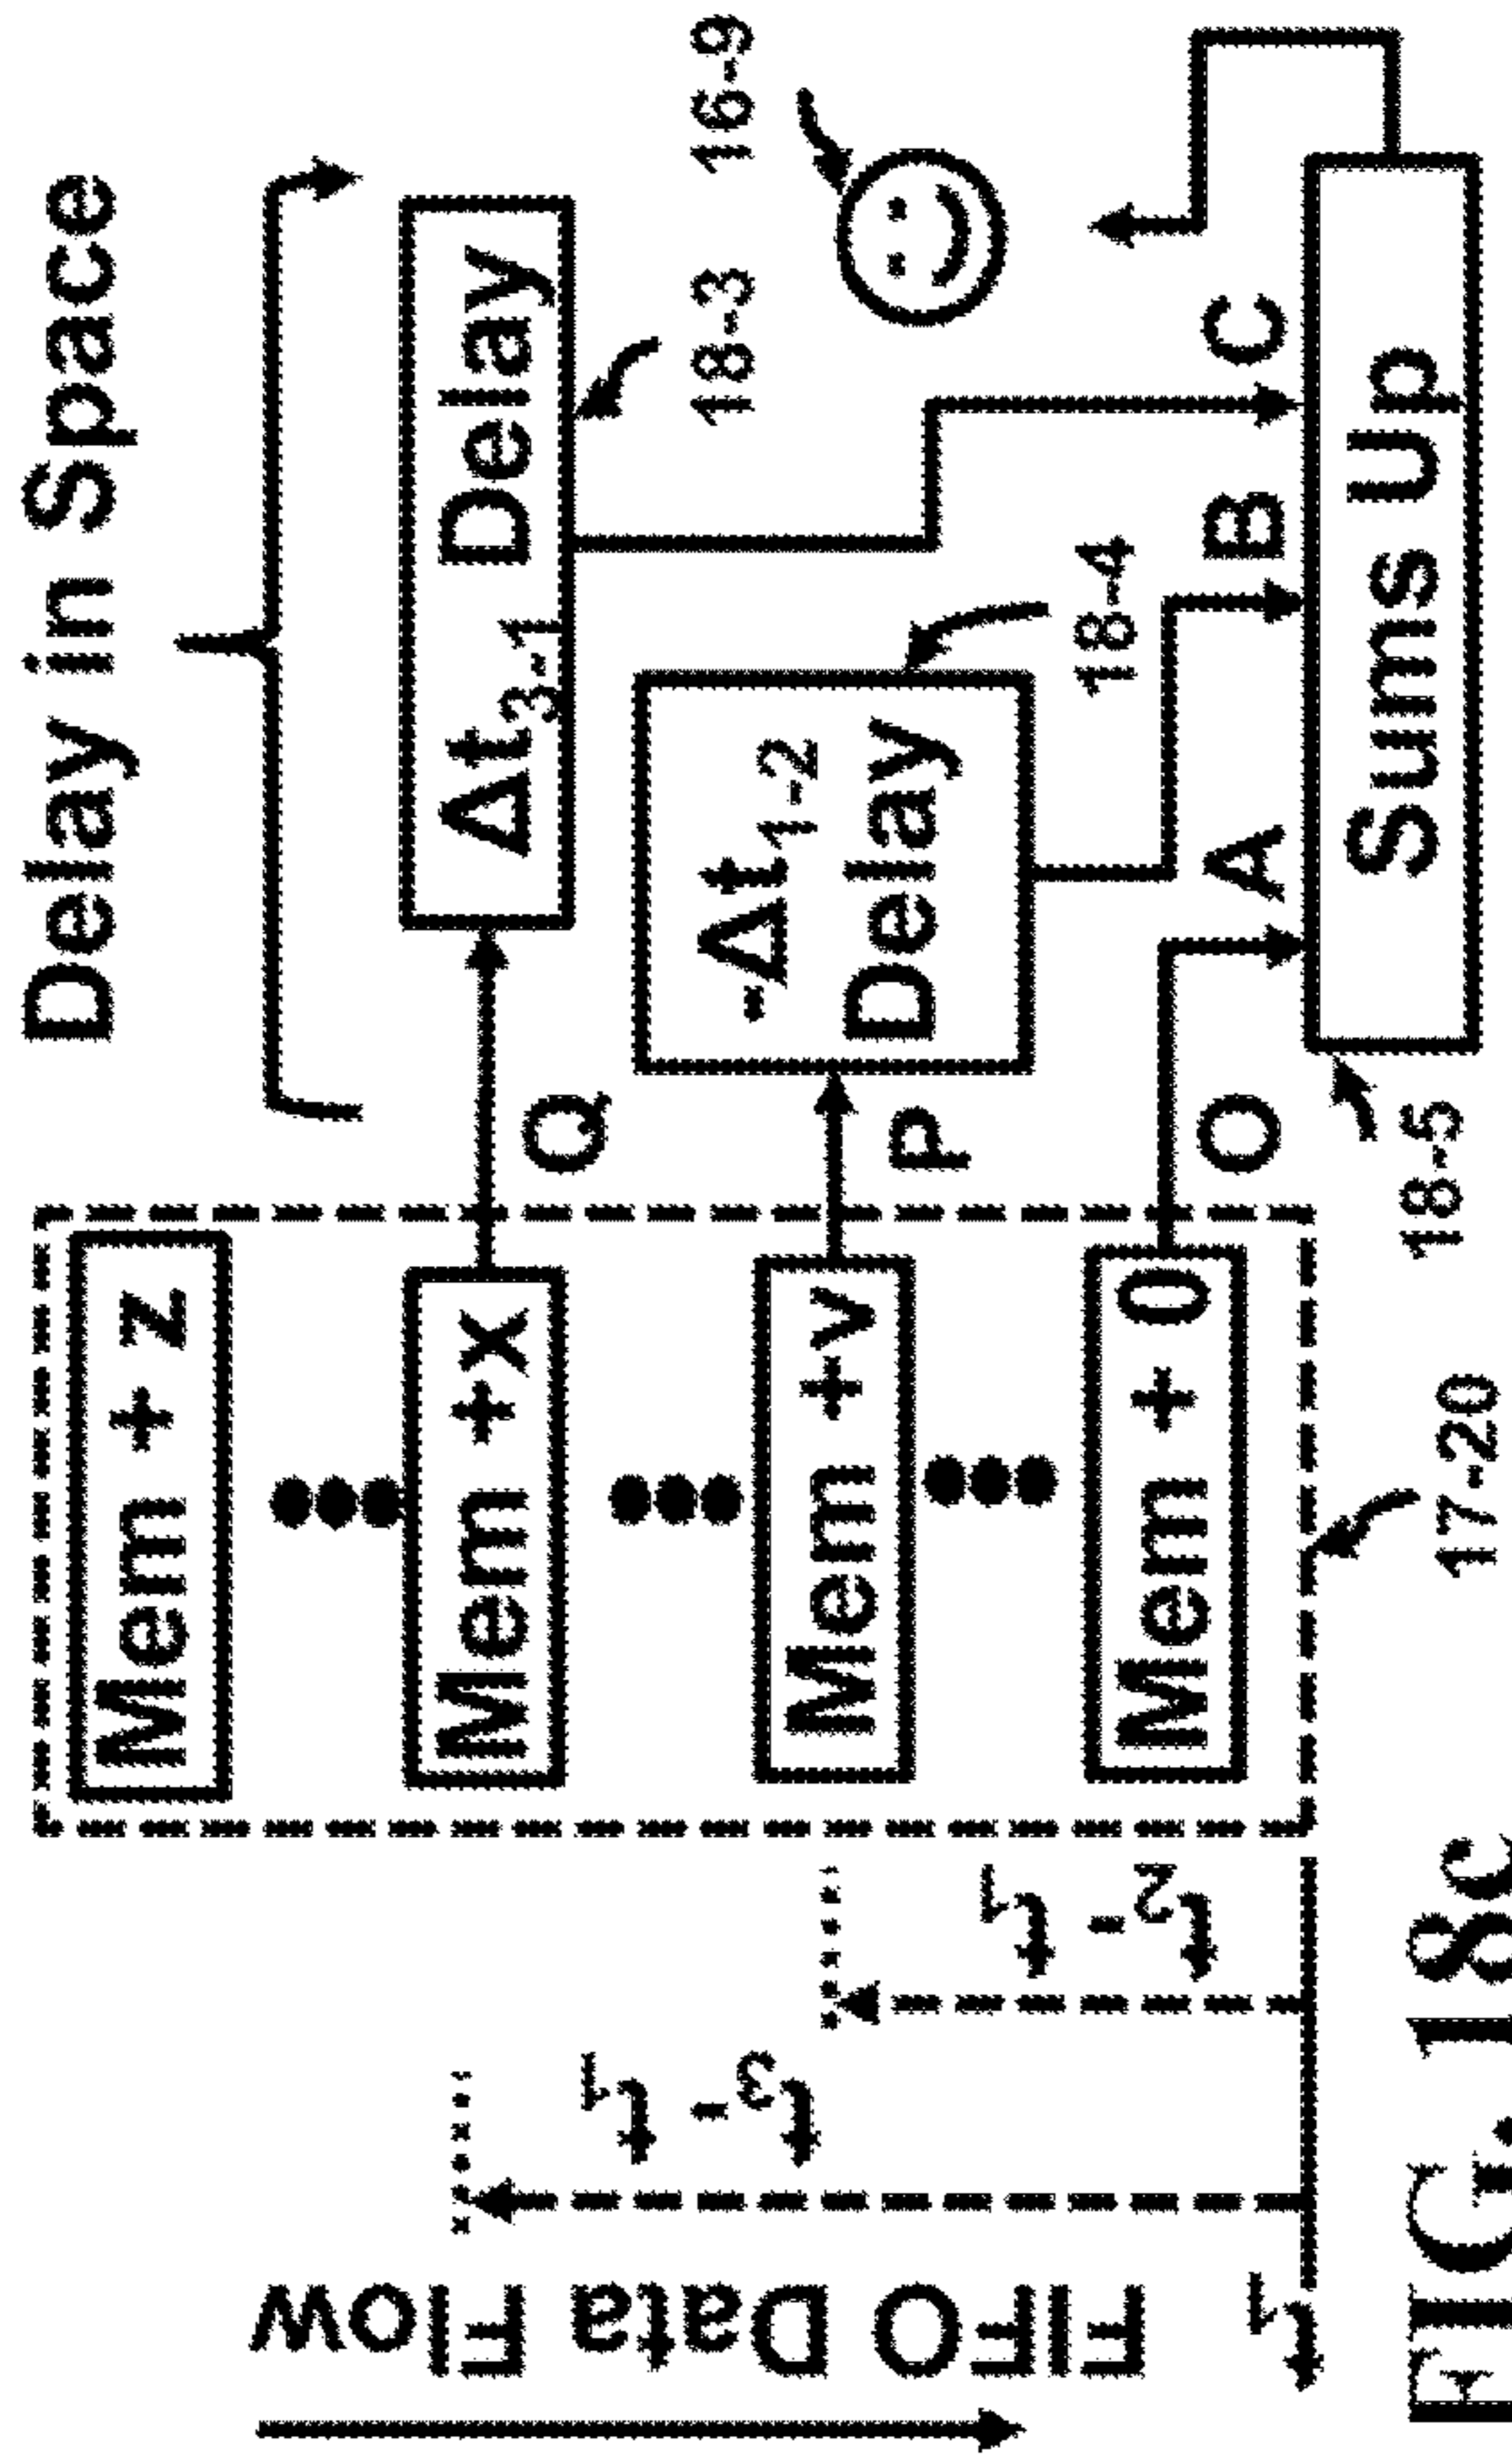 Delay in Space
Mem + z
Mem +x
Q
Δt3-1 Delay
18-3
16-9
Mem +v
P
-Δt1-2
Delay
18-4
Mem + 0
O
A
B
C
Sums Up
18-5
17-20
FIFO Data Flow
t3- t1
t2- t1
t1
FIG. 18c